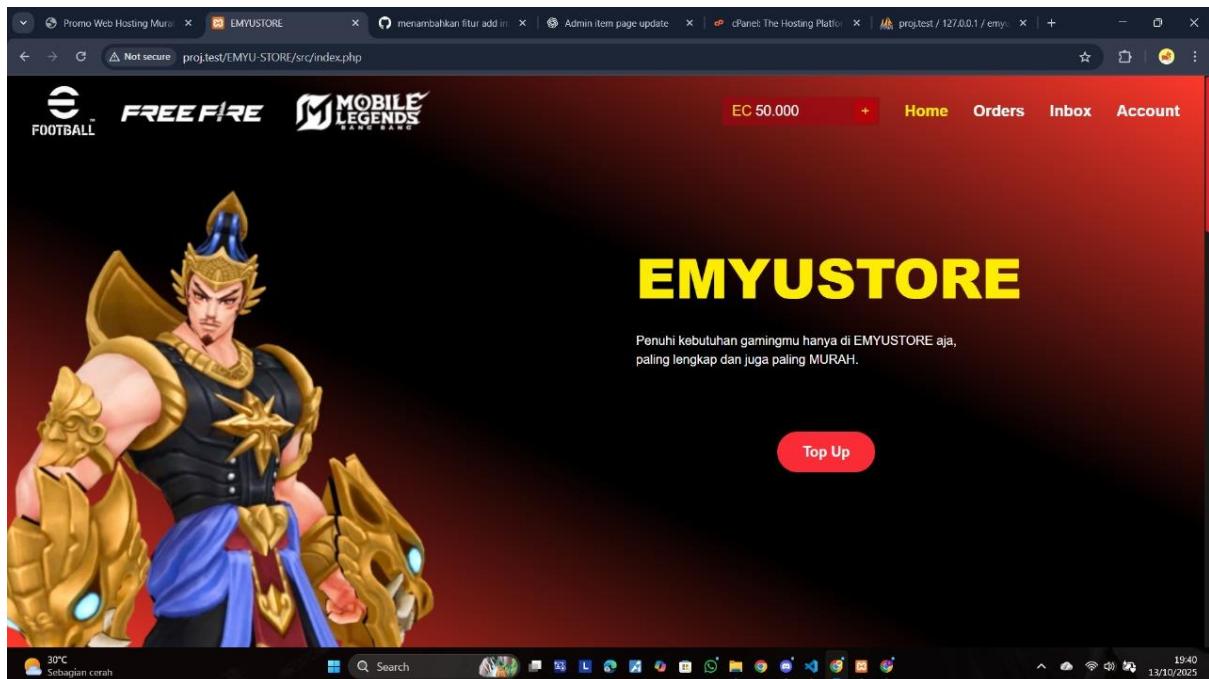 Promo Web Hosting Mura
EMYUSTORE
menambahkan fitur add in
Admin item page update
cPanel: The Hosting Platfo
proj.test / 127.0.0.1 / emyu
Not secure
proj.test/EMYU-STORE/src/index.php
FOOTBALL
FREE FIRE
MOBILE
LEGENDS
BANG BANG
EC 50.000
+
Home
Orders
Inbox
Account
EMYUSTORE
Penuhi kebutuhan gamingmu hanya di EMYUSTORE aja,
paling lengkap dan juga paling MURAH.
Top Up
30°C
Sebagian cerah
Search
19:40
13/10/2025